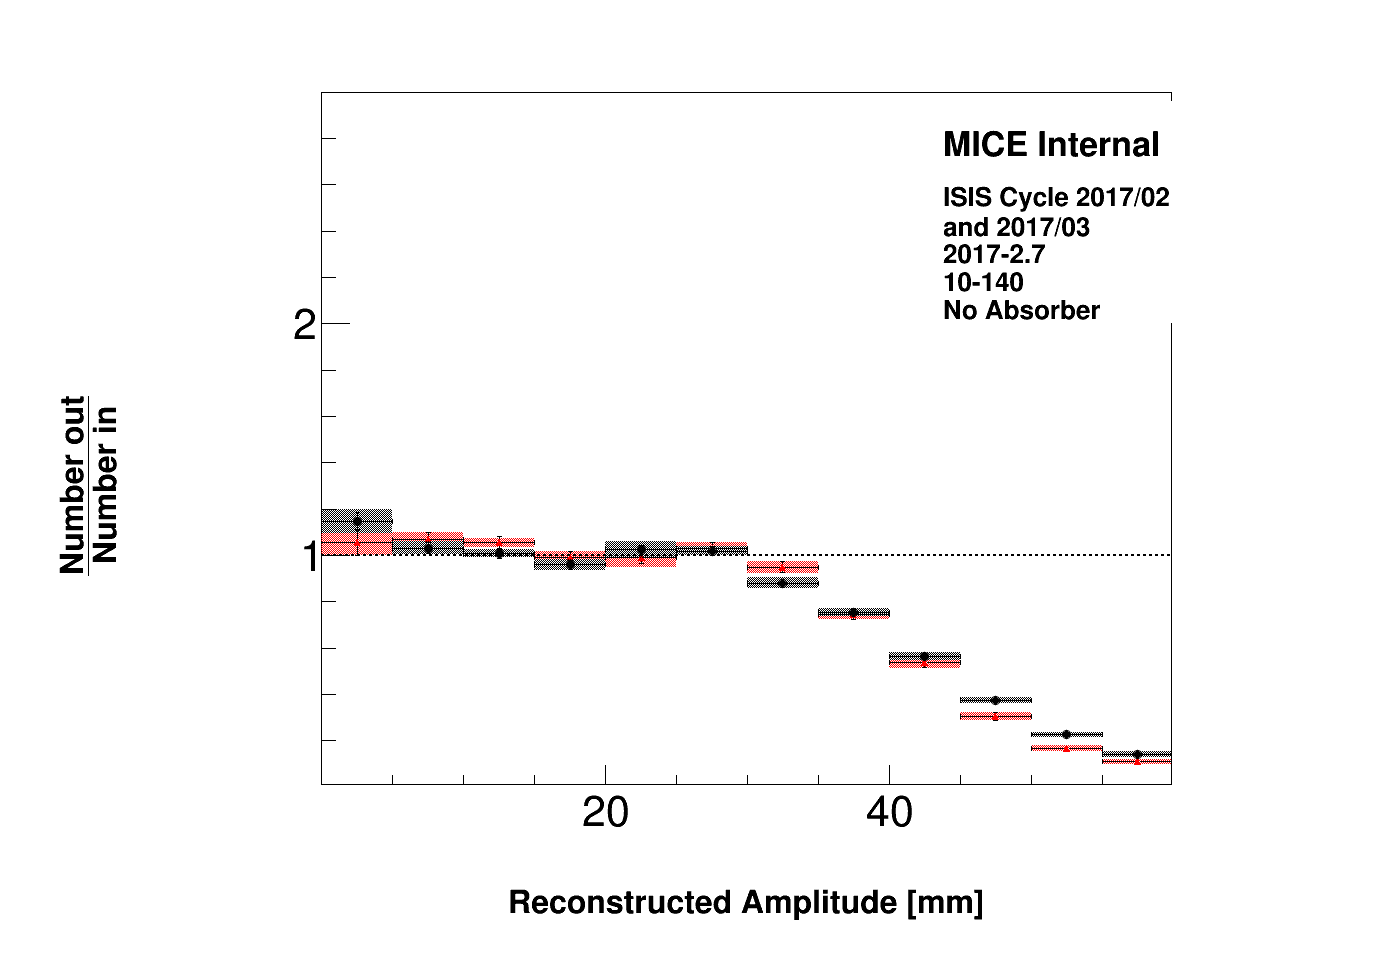 MICE Internal
ISIS Cycle 2017/02
and 2017/03
2017-2.7
10-140
No Absorber
2
1
Number out
Number in
20 40
Reconstructed Amplitude [mm]